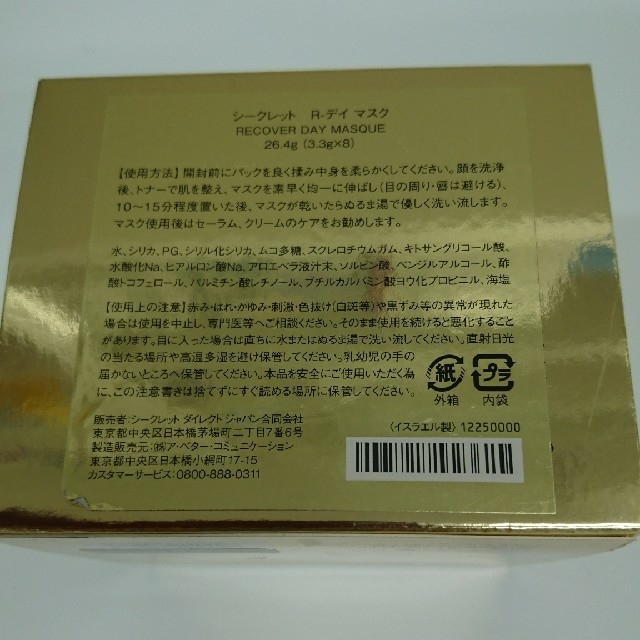 シークレット R-デイ マスク
RECOVER DAY MASQUE
26.4g (3.3g×8)
【使用方法】開封前にパックを良く揉み中身を柔らかくしてください。顔を洗浄
後、トナーで肌を整え、マスクを素早く均一に伸ばし(目の周り・唇は避ける)、
10〜15分程度置いた後、マスクが乾いたらぬるま湯で優しく洗い流します。
マスク使用後はセーラム、クリームのケアをお勧めします。
水、シリカ、PG、シリル化シリカ、ムコ多糖、スクレロチウムガム、キトサングリコール酸、
水酸化Na、ヒアルロン酸Na、アロエベラ液汁末、ソルビン酸、ベンジルアルコール、酢
酸トコフェロール、パルミチン酸レチノール、ブチルカルバミン酸ヨウ化プロピニル、海塩
【使用上の注意】赤み・はれ・かゆみ・刺激・色抜け(白斑等)や黒ずみ等の異常が現れた
場合は使用を中止し、専門医等へご相談ください。そのまま使用を続けると悪化すること
があります。目に入った場合は直ちに水またはぬるま湯で洗い流してください。直射日光
の当たる場所や高温多湿を避け保管してください。乳幼児の手の
届かないところへ保管してください。本品を安全にご使用いただく為
に、この注意書きは捨てずにすぐ読める場所に保管してください。
紙 プラ
外箱 内袋
販売者:シークレット ダイレクト ジャパン合同会社
東京都中央区日本橋茅場町二丁目7番6号
製造販売元:㈱ア・ベター・コミュニケーション
東京都中央区日本橋小網町17-15
カスタマーサービス:0800-888-0311
(イスラエル製) 12250000